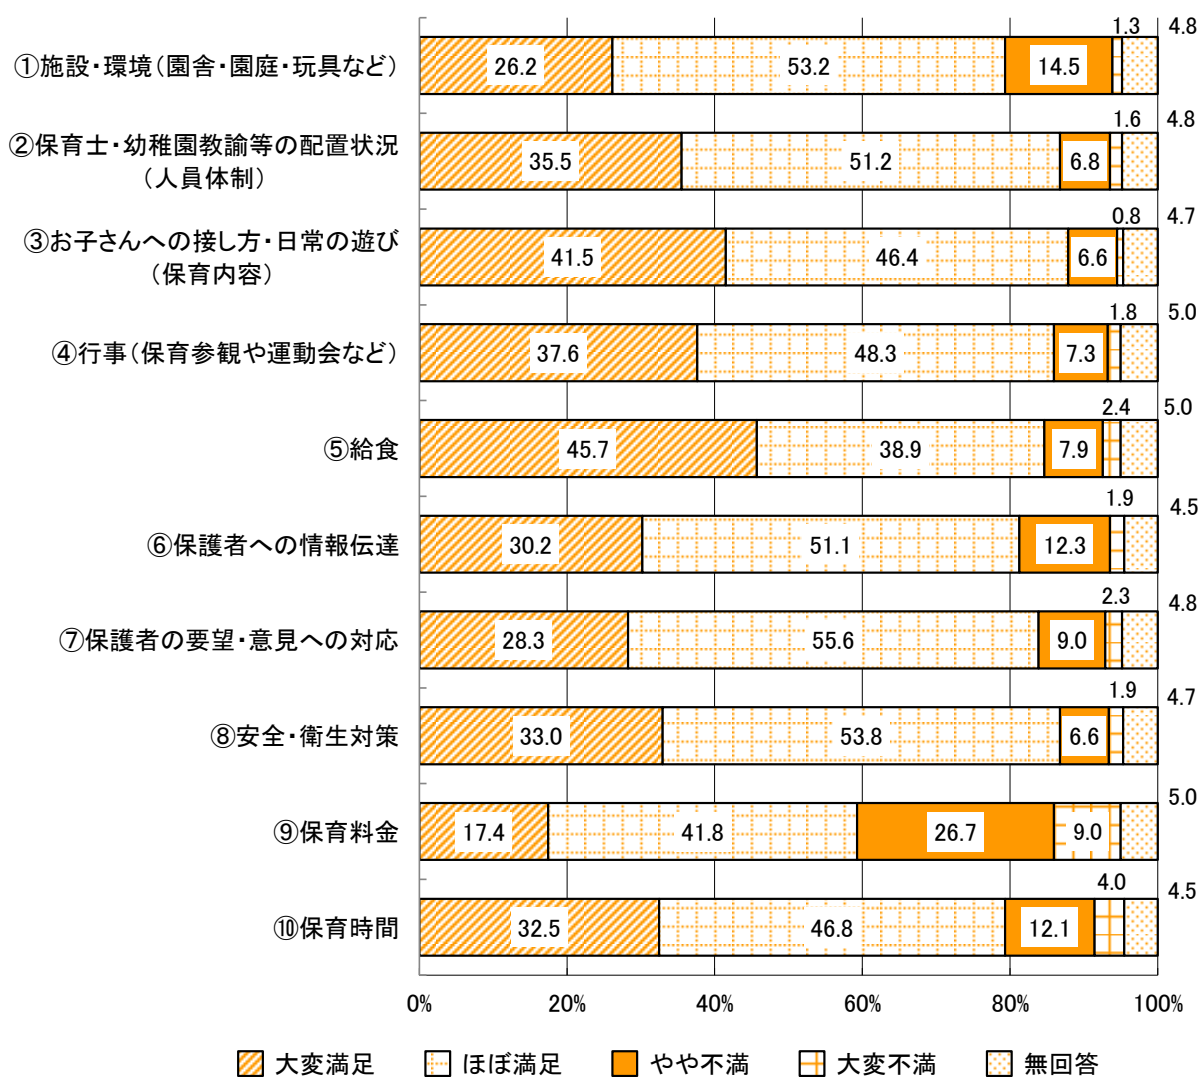 1.3 4.8
①施設・環境（園舎・園庭・玩具など） 26.2 53.2 14.5
1.6 4.8
②保育士・幼稚園教諭等の配置状況
（人員体制） 35.5 51.2 6.8
0.8 4.7
③お子さんへの接し方・日常の遊び
（保育内容） 41.5 46.4 6.6
1.8 5.0
④行事（保育参観や運動会など） 37.6 48.3 7.3
2.4 5.0
⑤給食 45.7 38.9 7.9
1.9 4.5
⑥保護者への情報伝達 30.2 51.1 12.3
2.3 4.8
⑦保護者の要望・意見への対応 28.3 55.6 9.0
1.9 4.7
⑧安全・衛生対策 33.0 53.8 6.6
5.0
⑨保育料金 17.4 41.8 26.7 9.0
4.0 4.5
⑩保育時間 32.5 46.8 12.1
0% 20% 40% 60% 80% 100%
大変満足 ほぼ満足 やや不満 大変不満 無回答